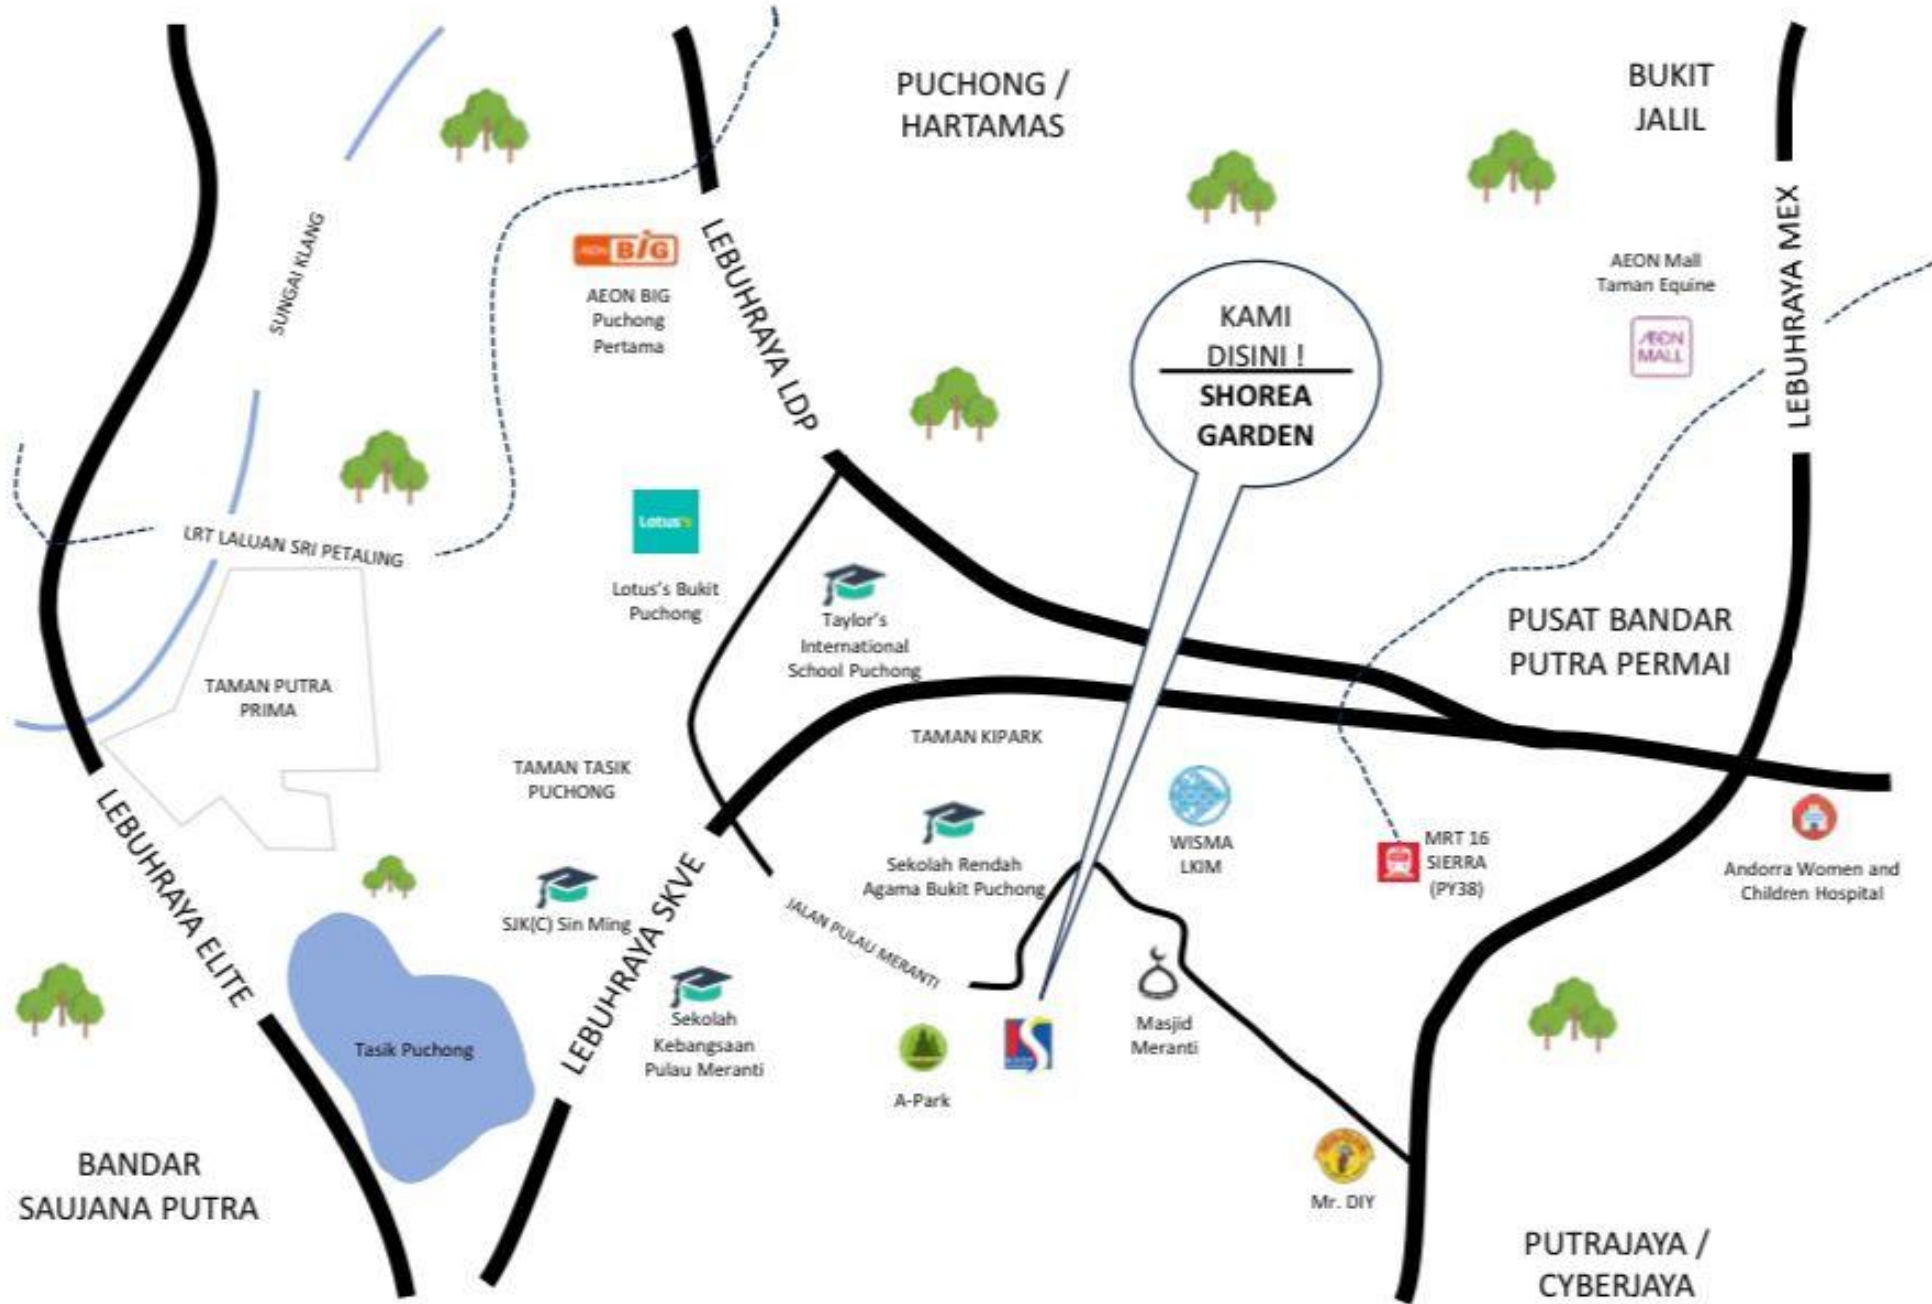 PUCHONG /
HARTAMAS
BUKIT
JALIL
SUNGAI KLANG
AEON BIG
AEON BIG
Puchong
Pertama
LEBUHRAYA LDP
KAMI
DISINI !
SHOREA
GARDEN
AEON Mall
Taman Equine
AEON
MALL
LEBUHRAYA MEX
LRT LALUAN SRI PETALING
Lotus's
Lotus's Bukit
Puchong
Taylor's
International
School Puchong
PUSAT BANDAR
PUTRA PERMAI
TAMAN PUTRA
PRIMA
TAMAN TASIK
PUCHONG
TAMAN KIPARK
LEBUHRAYA ELITE
SJK(C) Sin Ming
LEBUHRAYA SKVE
Sekolah Rendah
Agama Bukit Puchong
WISMA
LKIM
MRT 16
SIERRA
(PY38)
Andorra Women and
Children Hospital
JALAN PULAU MERANTI
Tasik Puchong
Sekolah
Kebangsaan
Pulau Meranti
A-Park
Masjid
Meranti
Mr. DIY
BANDAR
SAUJANA PUTRA
PUTRAJAYA /
CYBERJAYA